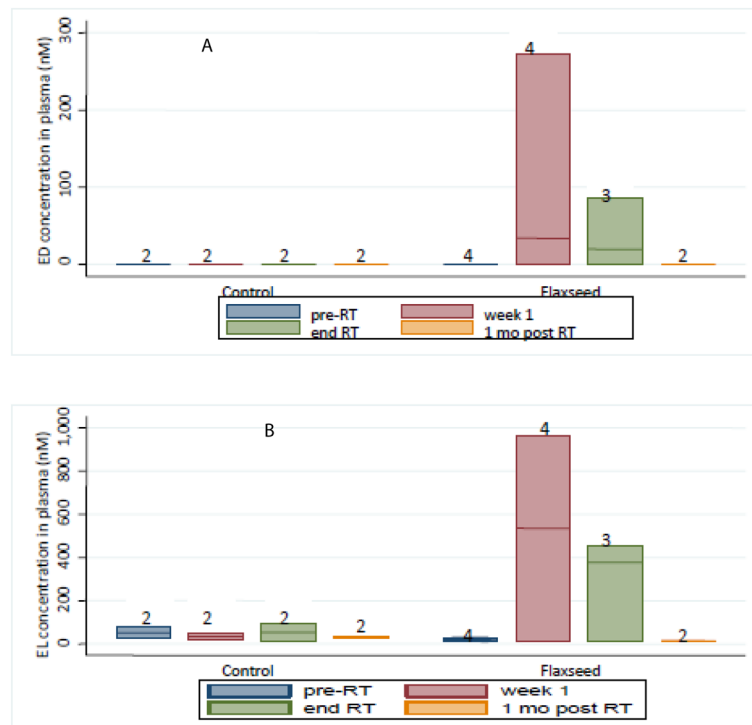 A
ED concentration in plasma (nM)
300
200
100
0
2 2 2 2 4 4 3 2
Control Flaxseed
pre-RT week 1
end RT 1 mo post RT
B
EL concentration in plasma (nM)
1,000
800
600
400
200
0
2 2 2 2 4 4 3 2
Control Flaxseed
pre-RT week 1
end RT 1 mo post RT